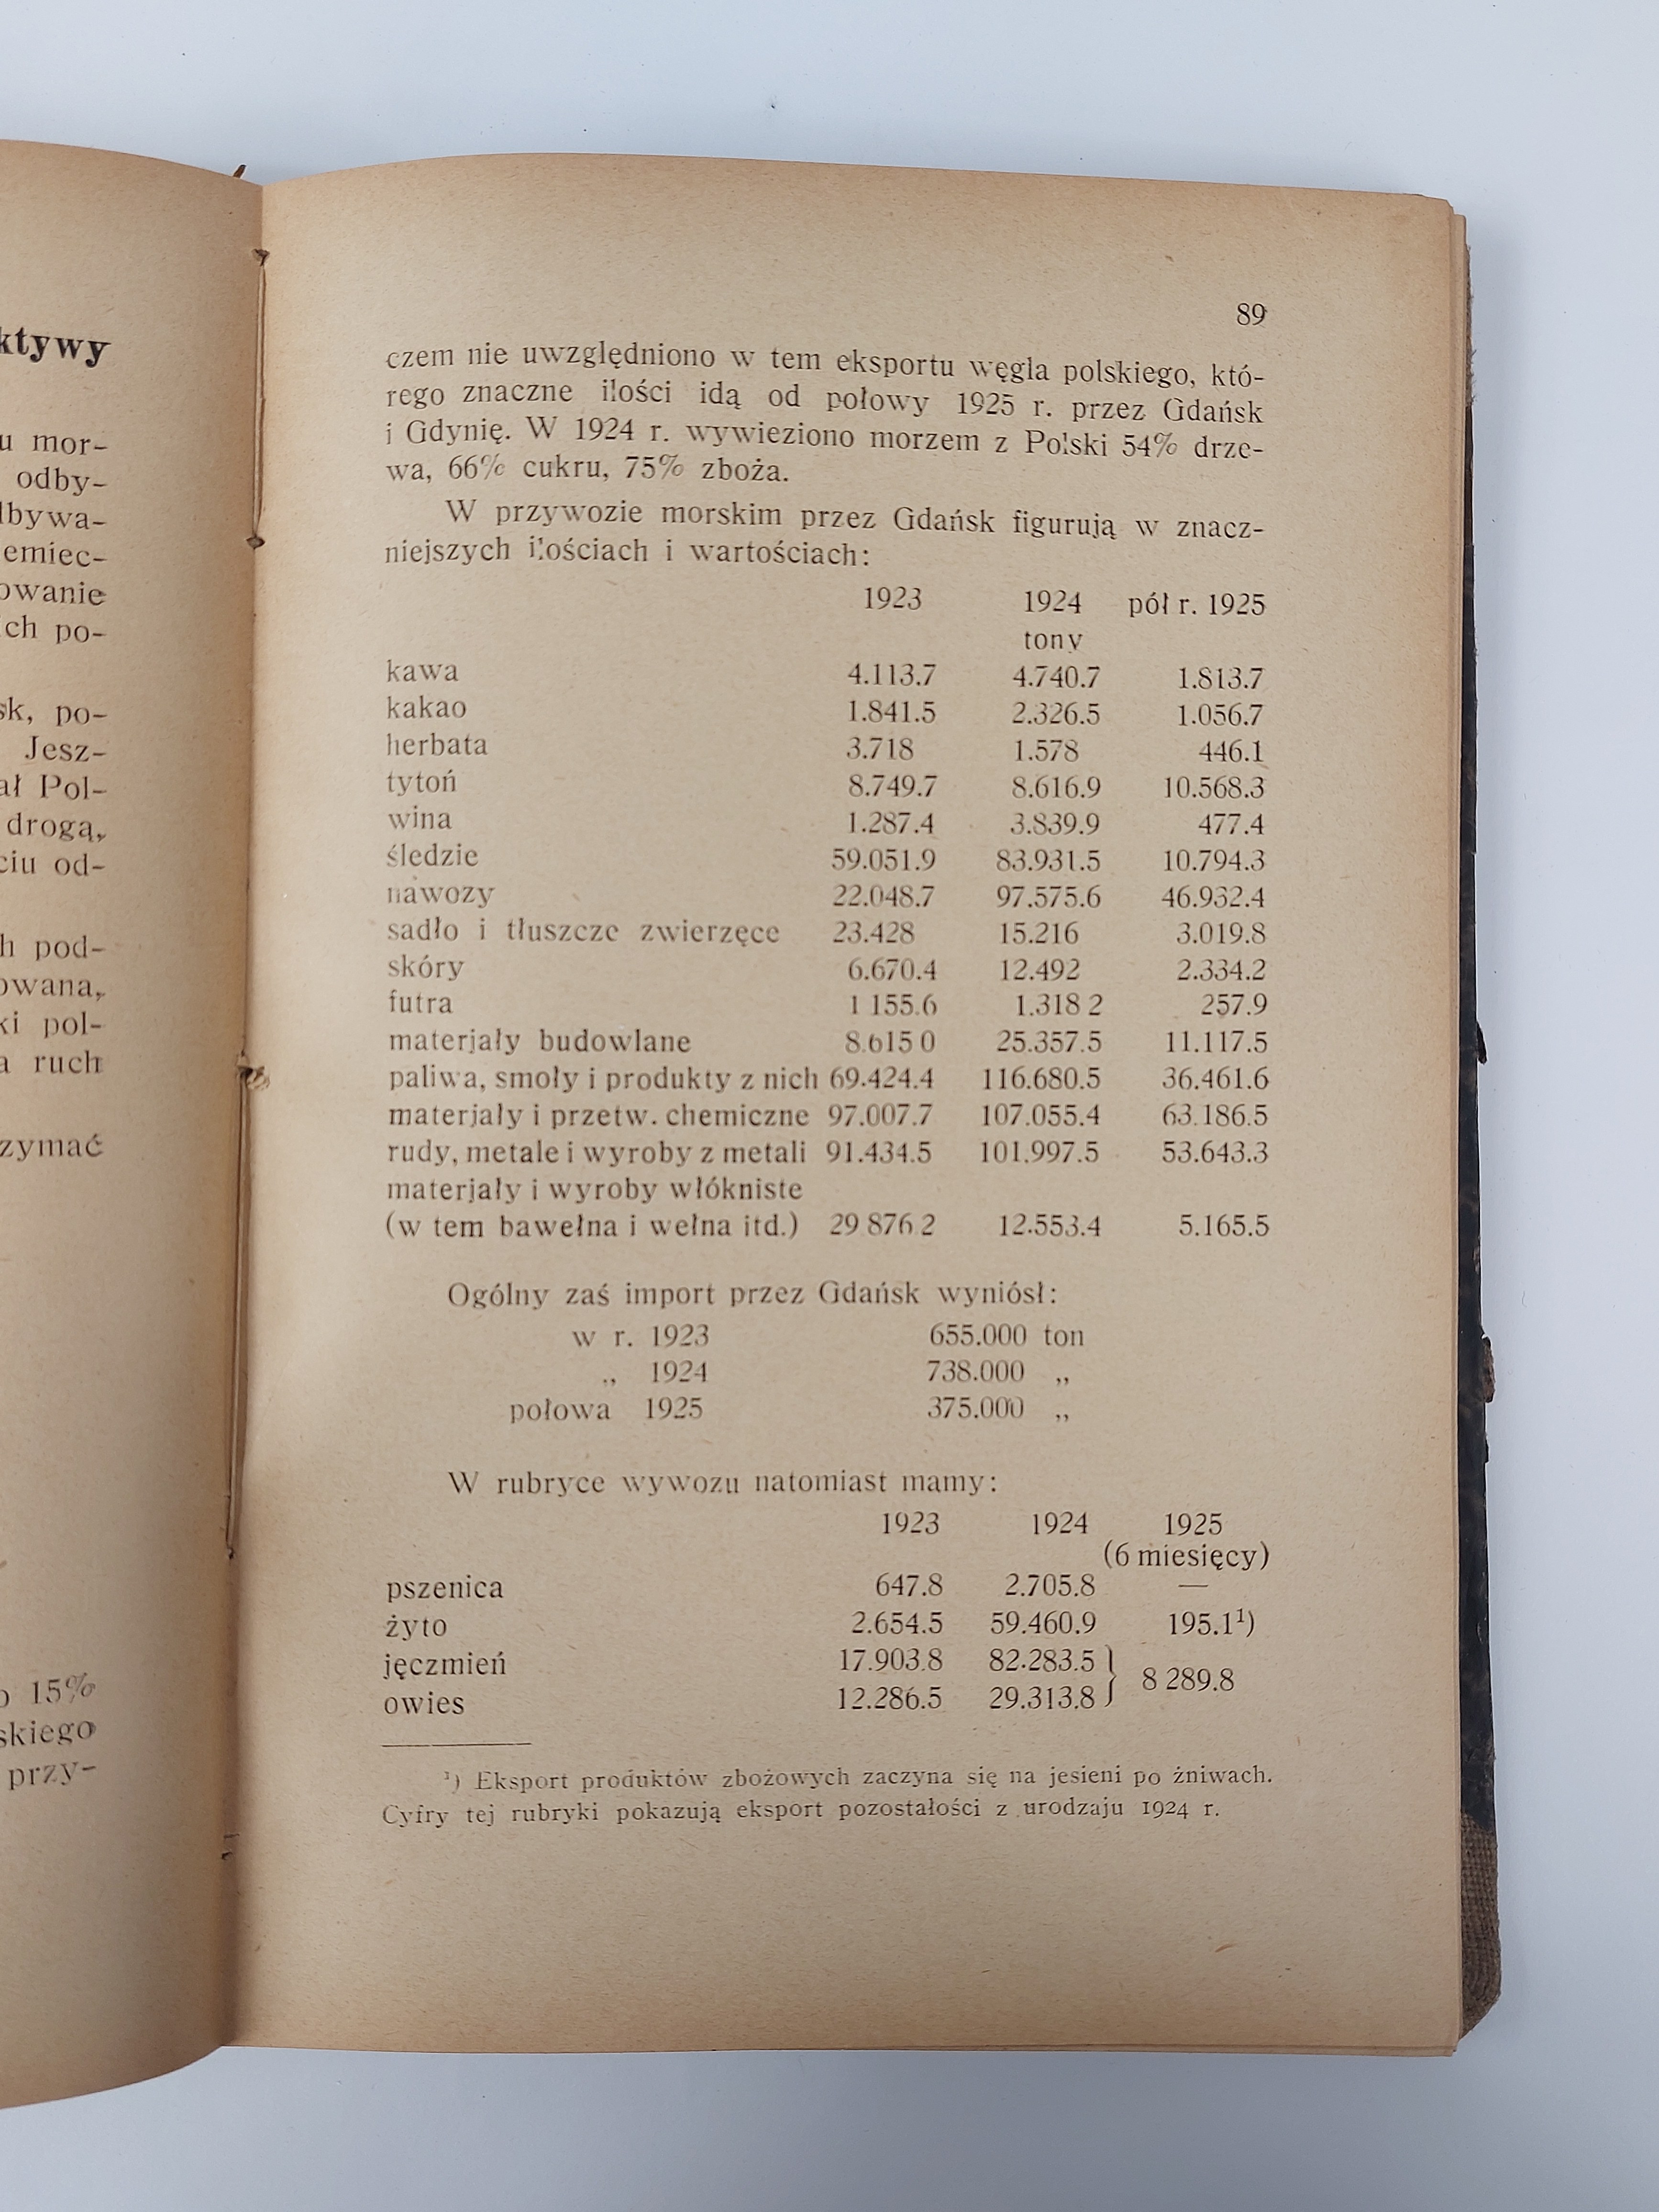 ktywy
u mor-
odby-
dbywa-
emiec-
owanie
ich po-
sk, po-
Jesz-
ał Pol-
drogą,
ciu od-
h pod-
owana,
ki pol-
a ruch
zymać
o 15%
skiego
przy-
89
czem nie uwzględniono w tem eksportu węgla polskiego, któ-
rego znaczne ilości idą od połowy 1925 r. przez Gdańsk
i Gdynię. W 1924 r. wywieziono morzem z Polski 54% drze-
wa, 66% cukru, 75% zboża.
W przywozie morskim przez Gdańsk figurują w znacz-
niejszych ilościach i wartościach:
1923 1924 pół r. 1925
tony
kawa 4.113.7 4.740.7 1.813.7
kakao 1.841.5 2.326.5 1.056.7
herbata 3.718 1.578 446.1
tytoń 8.749.7 8.616.9 10.568.3
wina 1.287.4 3.839.9 477.4
śledzie 59.051.9 83.931.5 10.794.3
nawozy 22.048.7 97.575.6 46.932.4
sadło i tłuszcze zwierzęce 23.428 15.216 3.019.8
skóry 6.670.4 12.492 2.334.2
futra 1 155.6 1.318 2 257.9
materjały budowlane 8.615 0 25.357.5 11.117.5
paliwa, smoły i produkty z nich 69.424.4 116.680.5 36.461.6
materjały i przetw. chemiczne 97.007.7 107.055.4 63.186.5
rudy, metale i wyroby z metali 91.434.5 101.997.5 53.643.3
materjały i wyroby włókniste
(w tem bawełna i wełna itd.) 29 876 2 12.553.4 5.165.5
Ogólny zaś import przez Gdańsk wyniósł:
w r. 1923 655.000 ton
„ 1924 738.000 „
połowa 1925 375.000 „
W rubryce wywozu natomiast mamy:
1923 1924 1925
(6 miesięcy)
pszenica 647.8 2.705.8 —
żyto 2.654.5 59.460.9 195.1¹)
jęczmień 17.903.8 82.283.5 }
8 289.8
owies 12.286.5 29.313.8
¹) Eksport produktów zbożowych zaczyna się na jesieni po żniwach.
Cyfry tej rubryki pokazują eksport pozostałości z urodzaju 1924 r.